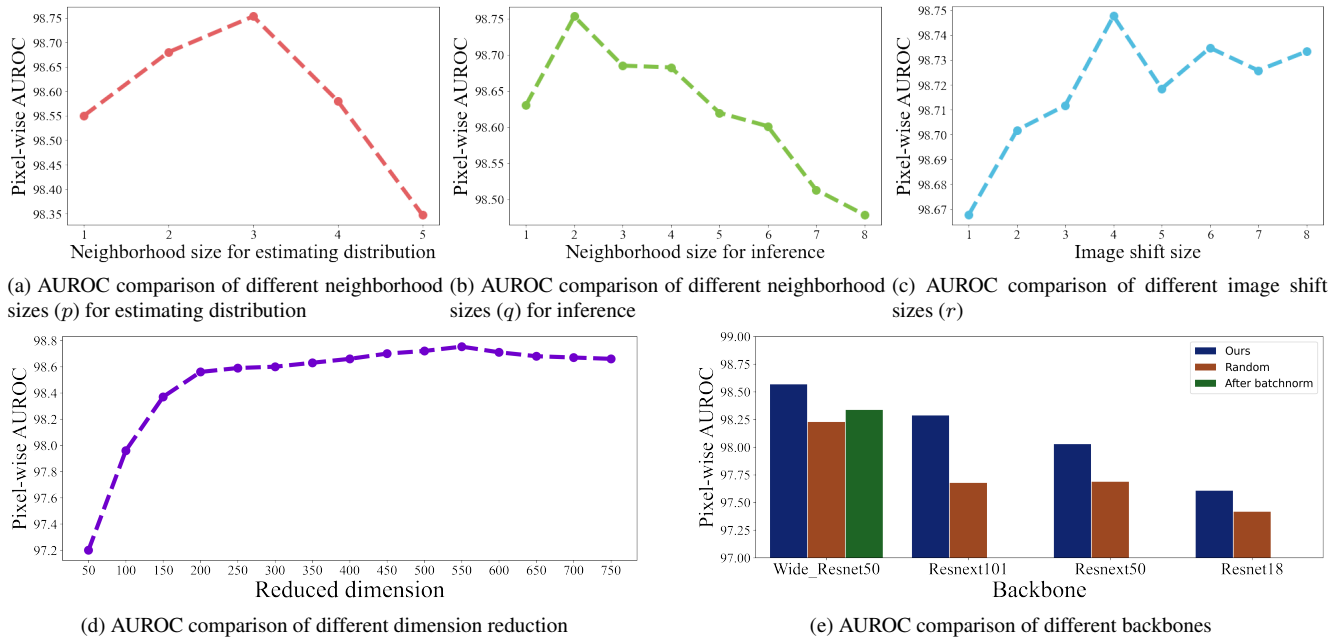 98.75
98.70
98.65
98.60
98.55
98.50
98.45
98.40
98.35
Pixel-wise AUROC
1 2 3 4 5
Neighborhood size for estimating distribution
98.75
98.70
98.65
98.60
98.55
98.50
Pixel-wise AUROC
1 2 3 4 5 6 7 8
Neighborhood size for inference
98.75
98.74
98.73
98.72
98.71
98.70
98.69
98.68
98.67
Pixel-wise AUROC
1 2 3 4 5 6 7 8
Image shift size
(a) AUROC comparison of different neighborhood
sizes (p) for estimating distribution
(b) AUROC comparison of different neighborhood
sizes (q) for inference
(c) AUROC comparison of different image shift
sizes (r)
98.8
98.6
98.4
98.2
98.0
97.8
97.6
97.4
97.2
Pixel-wise AUROC
50 100 150 200 250 300 350 400 450 500 550 600 650 700 750
Reduced dimension
(d) AUROC comparison of different dimension reduction
99.00
98.75
98.50
98.25
98.00
97.75
97.50
97.25
97.00
Pixel-wise AUROC
Ours
Random
After batchnorm
Wide_Resnet50 Resnext101 Resnext50 Resnet18
Backbone
(e) AUROC comparison of different backbones